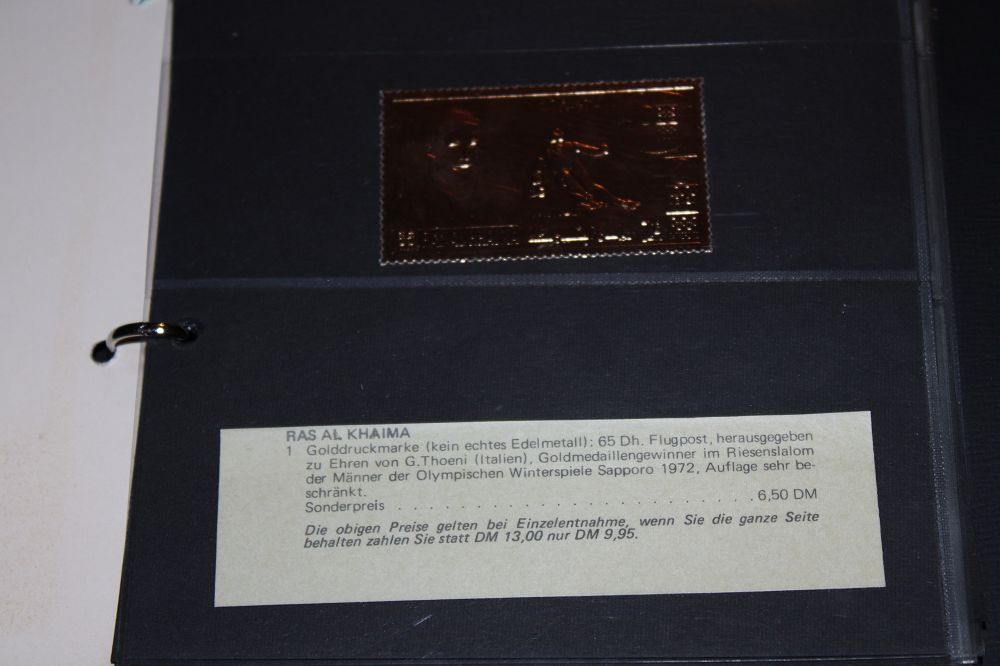 RAS AL KHAIMA
1 Golddruckmarke (kein echtes Edelmetall): 65 Dh. Flugpost, herausgegeben
zu Ehren von G.Thoeni (Italien), Goldmedaillengewinner im Riesenslalom
der Männer der Olympischen Winterspiele Sapporo 1972, Auflage sehr be-
schränkt.
Sonderpreis . . . . . . . . . . . . . . . . . . . . . . . . 6,50 DM
Die obigen Preise gelten bei Einzelentnahme, wenn Sie die ganze Seite
behalten zahlen Sie statt DM 13,00 nur DM 9,95.